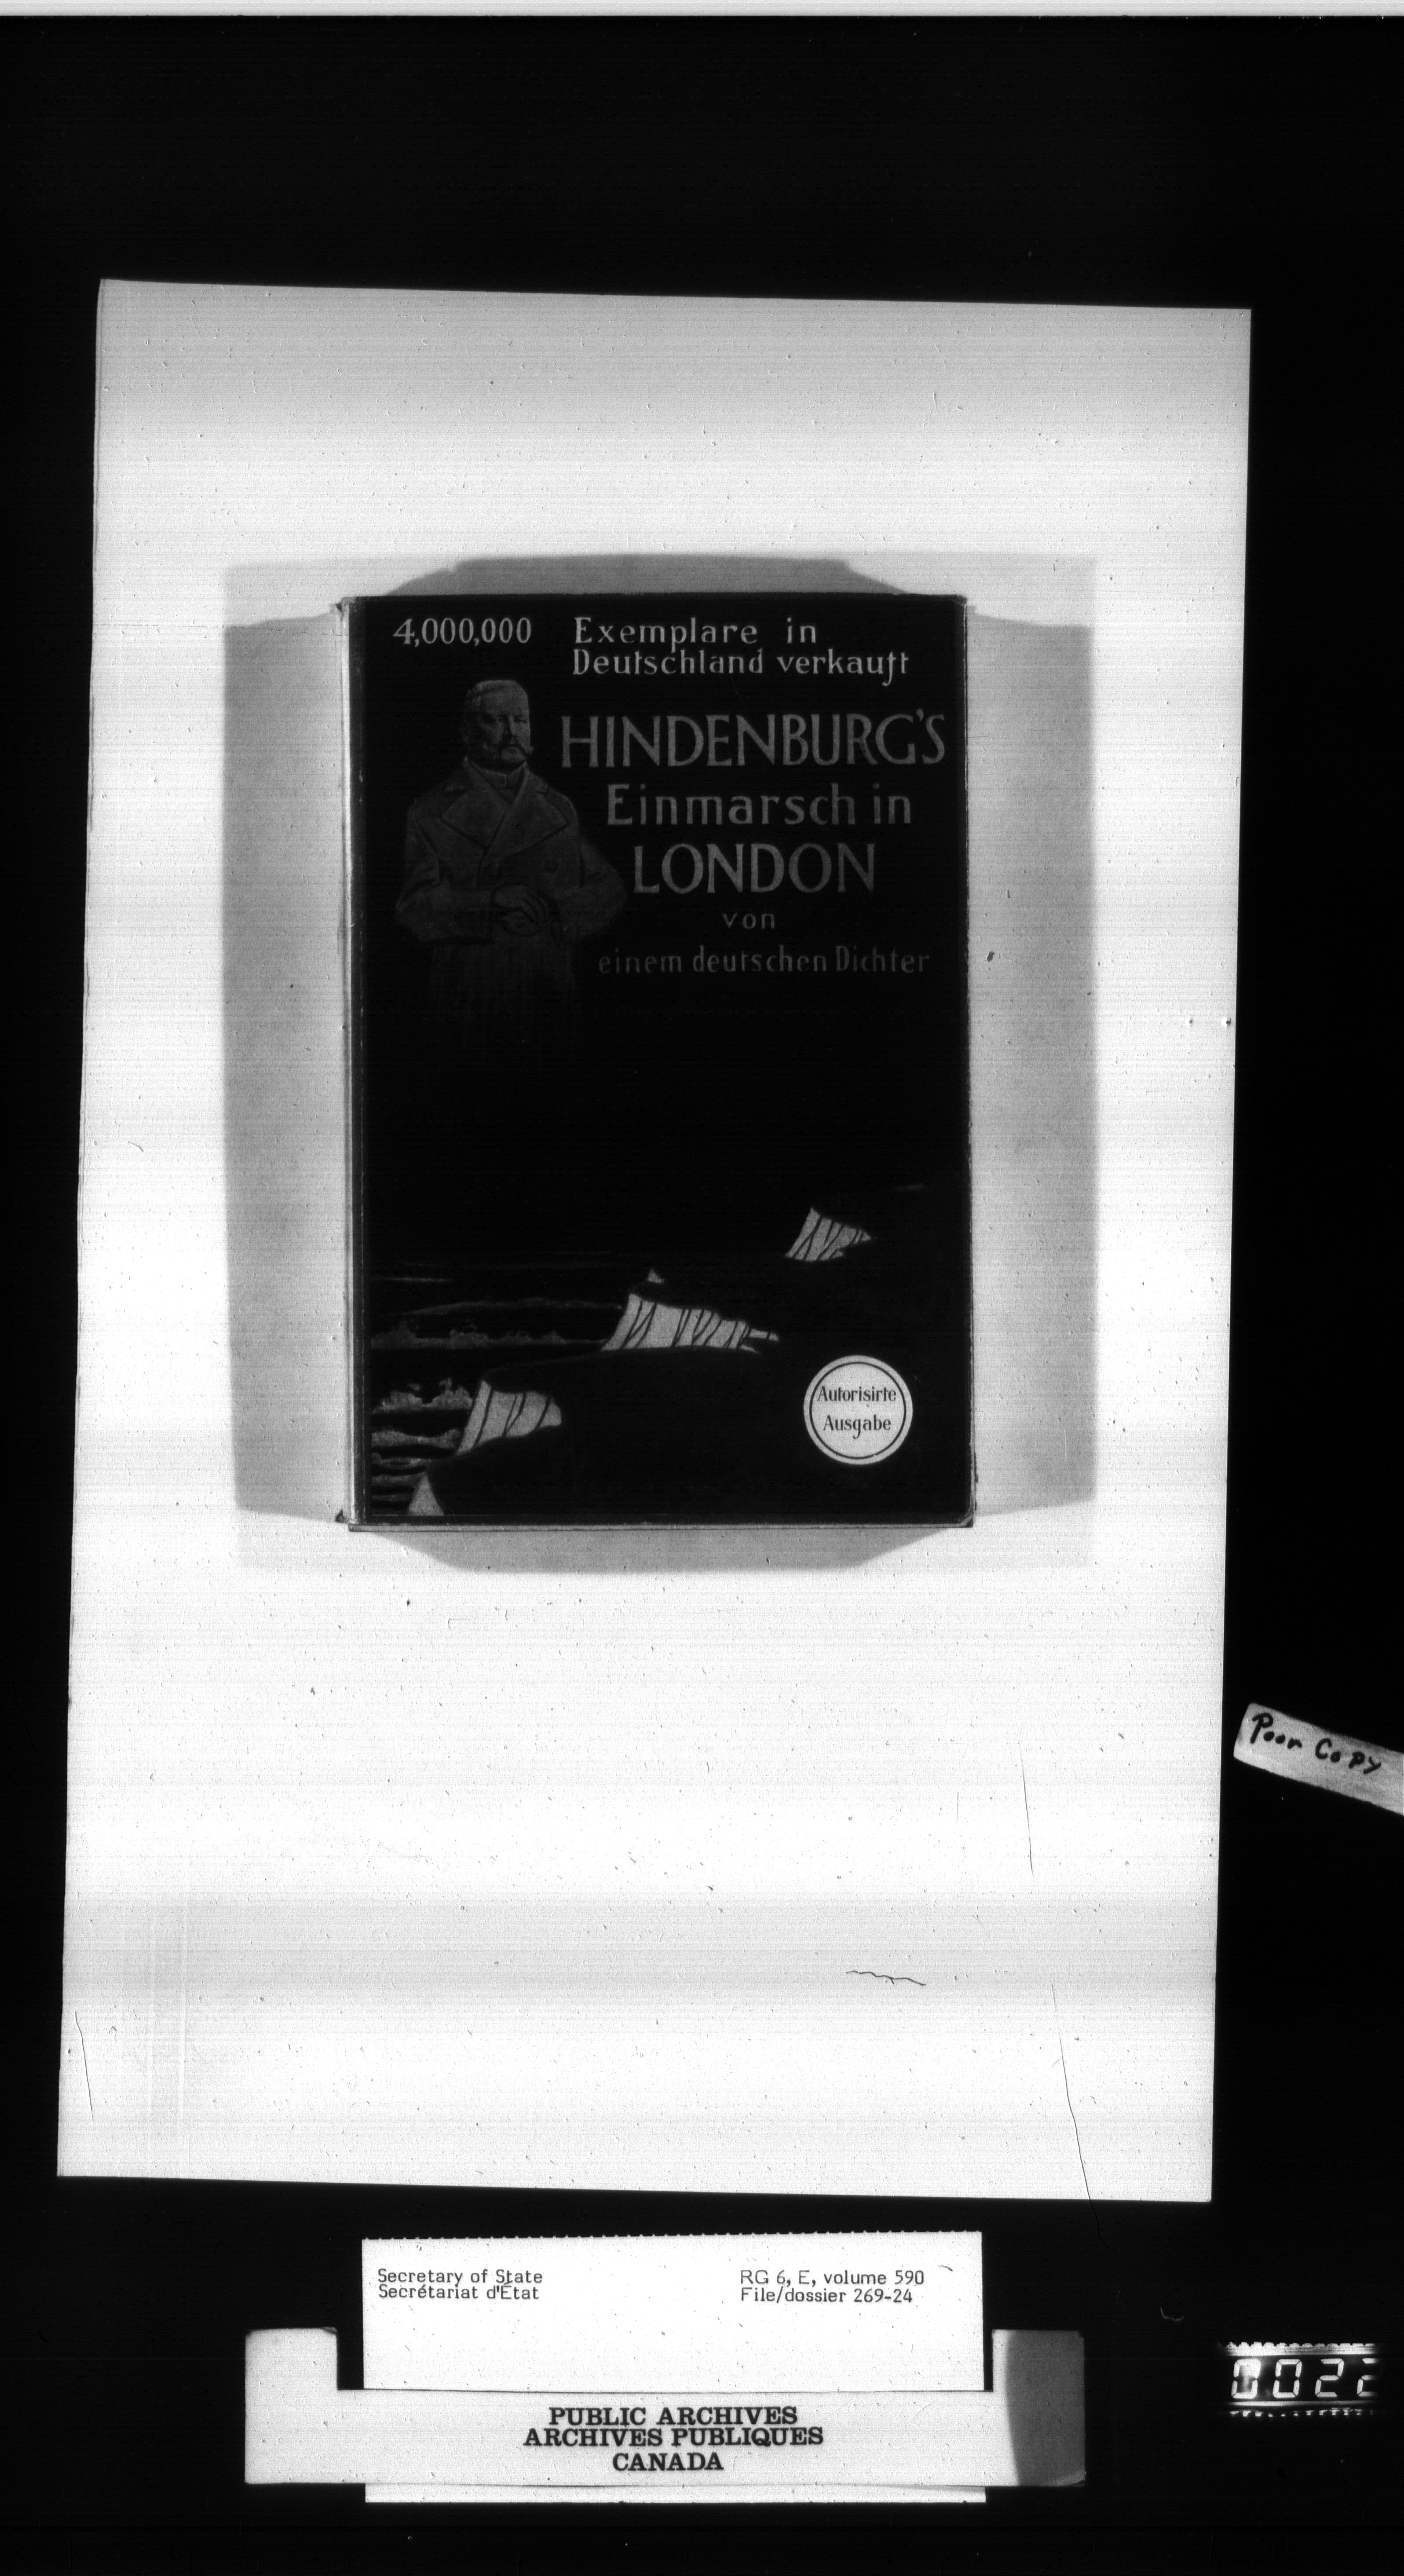 4,000,000 Exemplare in
Deutschland verkauft
HINDENBURG'S
Einmarsch in
LONDON
von
einem deutschen Dichter
Autorisirte
Ausgabe
Poor Copy
Secretary of State
Secrétariat d'État
RG 6, E, volume 590
File/dossier 269-24
PUBLIC ARCHIVES
ARCHIVES PUBLIQUES
CANADA
0022